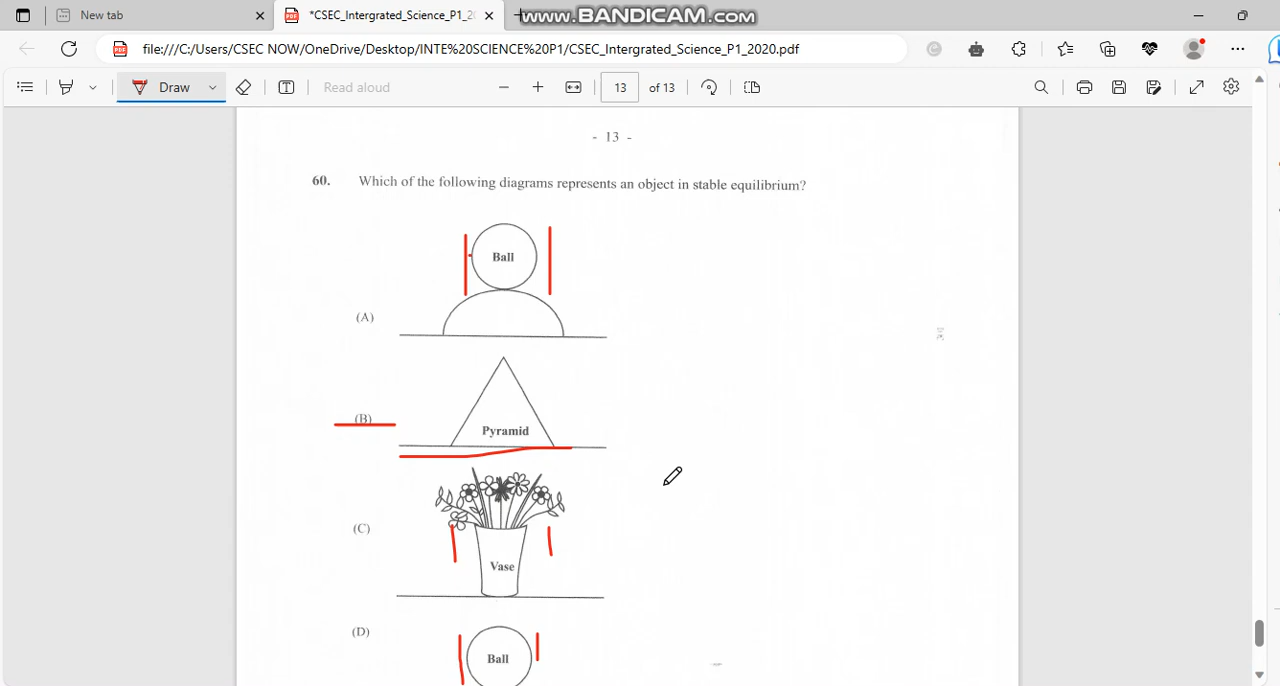 New tab
*CSEC_Intergrated_Science_P1_2
www.BANDICAM.com
file:///C:/Users/CSEC NOW/OneDrive/Desktop/INTE%20SCIENCE%20P1/CSEC_Intergrated_Science_P1_2020.pdf
Draw
Read aloud
13 of 13
- 13 -
60. Which of the following diagrams represents an object in stable equilibrium?
Ball
(A)
(B)
Pyramid
(C)
Vase
(D)
Ball